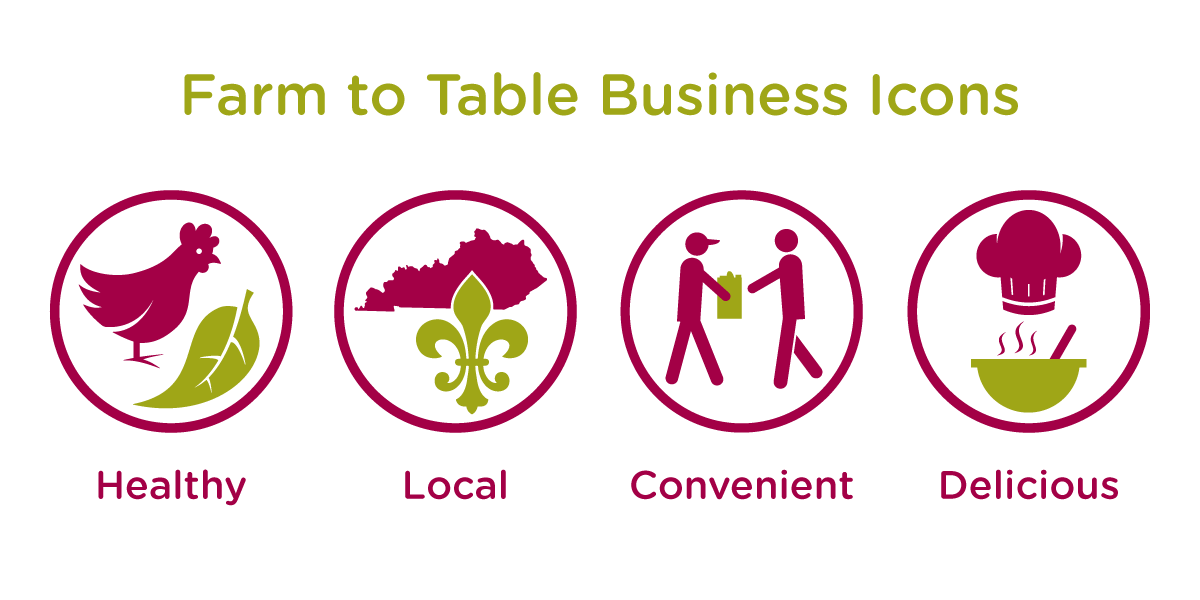 Farm to Table Business Icons
Healthy
Local
Convenient
Delicious